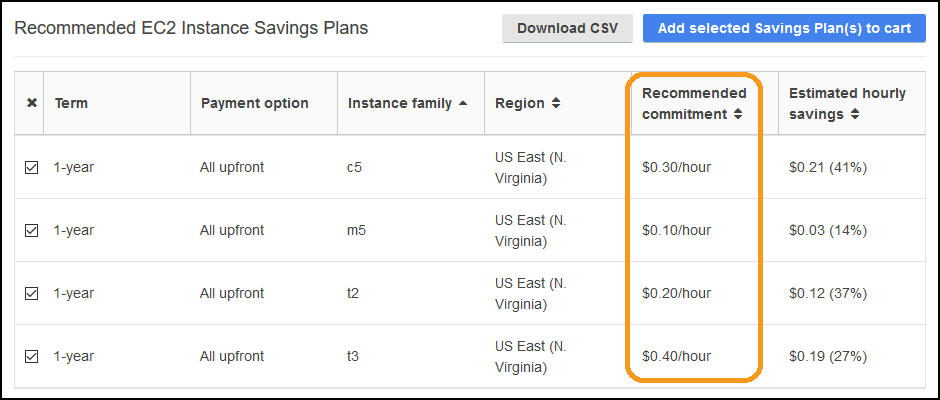 Recommended EC2 Instance Savings Plans
Download CSV
Add selected Savings Plan(s) to cart
Term
Payment option
Instance family
Region
Recommended
commitment
Estimated hourly
savings
1-year
All upfront
c5
US East (N.
Virginia)
$0.30/hour
$0.21 (41%)
1-year
All upfront
m5
US East (N.
Virginia)
$0.10/hour
$0.03 (14%)
1-year
All upfront
t2
US East (N.
Virginia)
$0.20/hour
$0.12 (37%)
1-year
All upfront
t3
US East (N.
Virginia)
$0.40/hour
$0.19 (27%)